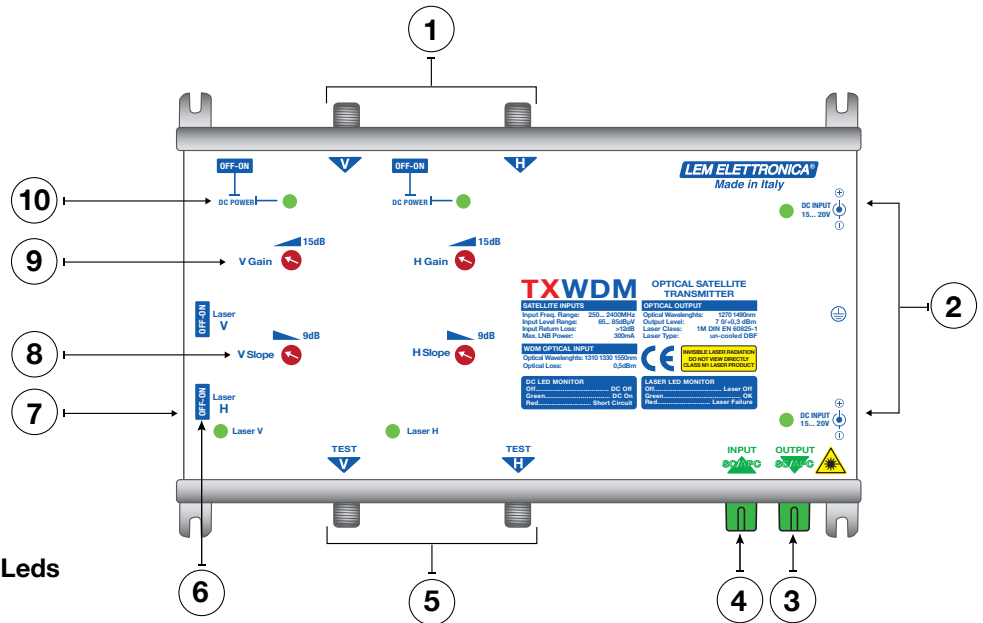 1
V
H
OFF-ON
OFF-ON
LEM ELETTRONICA®
Made in Italy
10
DC POWER
DC POWER
DC INPUT
15... 20V
15dB
15dB
9
V Gain
H Gain
TXWDM
OPTICAL SATELLITE
TRANSMITTER
SATELLITE INPUTS
Input Freq. Range: 250... 2400MHz
Input Level Range: 65... 85dBµV
Input Return Loss: >12dB
Max. LNB Power: 300mA
OPTICAL OUTPUT
Optical Wavelenghts: 1270 1490nm
Output Level: 7 0/+0,3 dBm
Laser Class: 1M DIN EN 60825-1
Laser Type: un-cooled DBF
2
OFF-ON
Laser
V
9dB
9dB
8
V Slope
H Slope
WDM OPTICAL INPUT
Optical Wavelenghts: 1310 1330 1550nm
Optical Loss: 0,5dBm
CE
INVISIBLE LASER RADIATION
DO NOT VIEW DIRECTLY
CLASS M1 LASER PRODUCT
DC LED MONITOR
Off............................. DC Off
Green......................... DC On
Red.................... Short Circuit
LASER LED MONITOR
Off............................. Laser Off
Green................................. OK
Red..................... Laser Failure
7
OFF-ON
Laser
H
Laser V
Laser H
DC INPUT
15... 20V
TEST
V
TEST
H
INPUT
SC/APC
OUTPUT
SC/APC
Leds
6
5
4
3